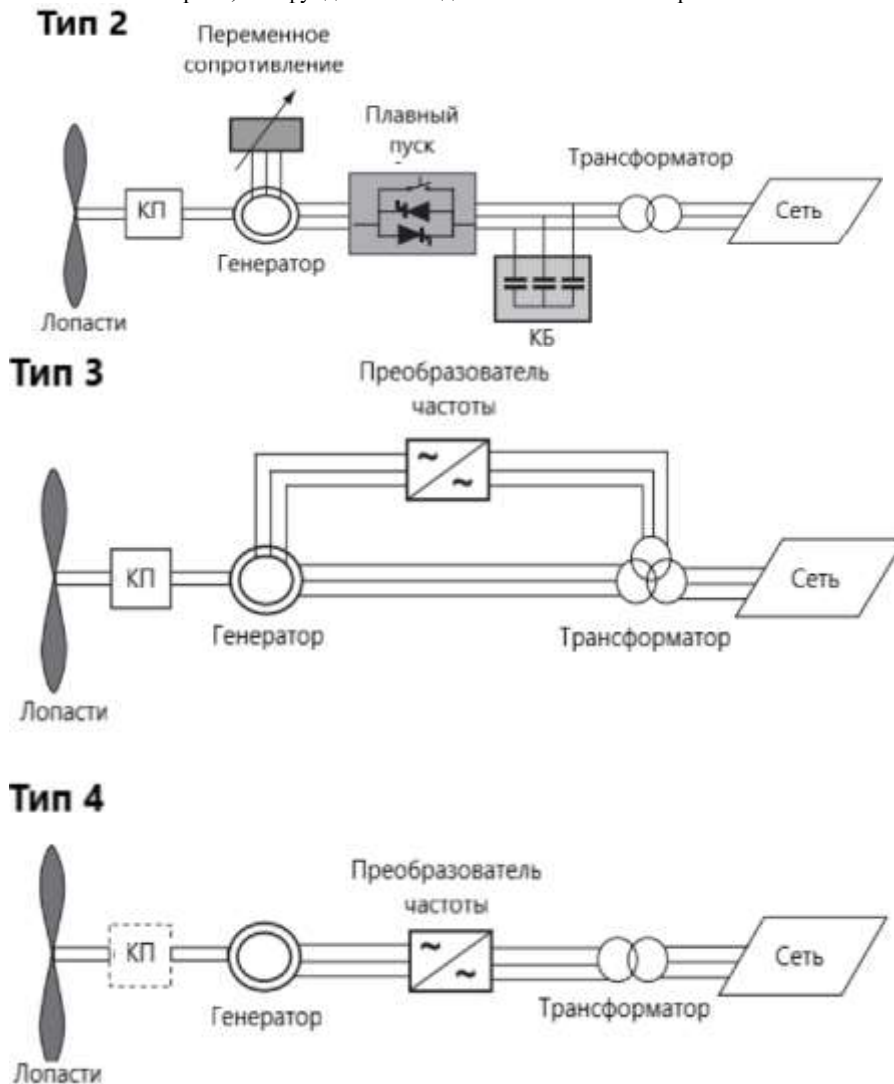 Тип 2
Переменное
сопротивление
Плавный
пуск
Трансформатор
КП
Сеть
Генератор
Лопасти
КБ
Тип 3
Преобразователь
частоты
КП
Сеть
Генератор
Трансформатор
Лопасти
Тип 4
Преобразователь
частоты
КП
Сеть
Генератор
Трансформатор
Лопасти